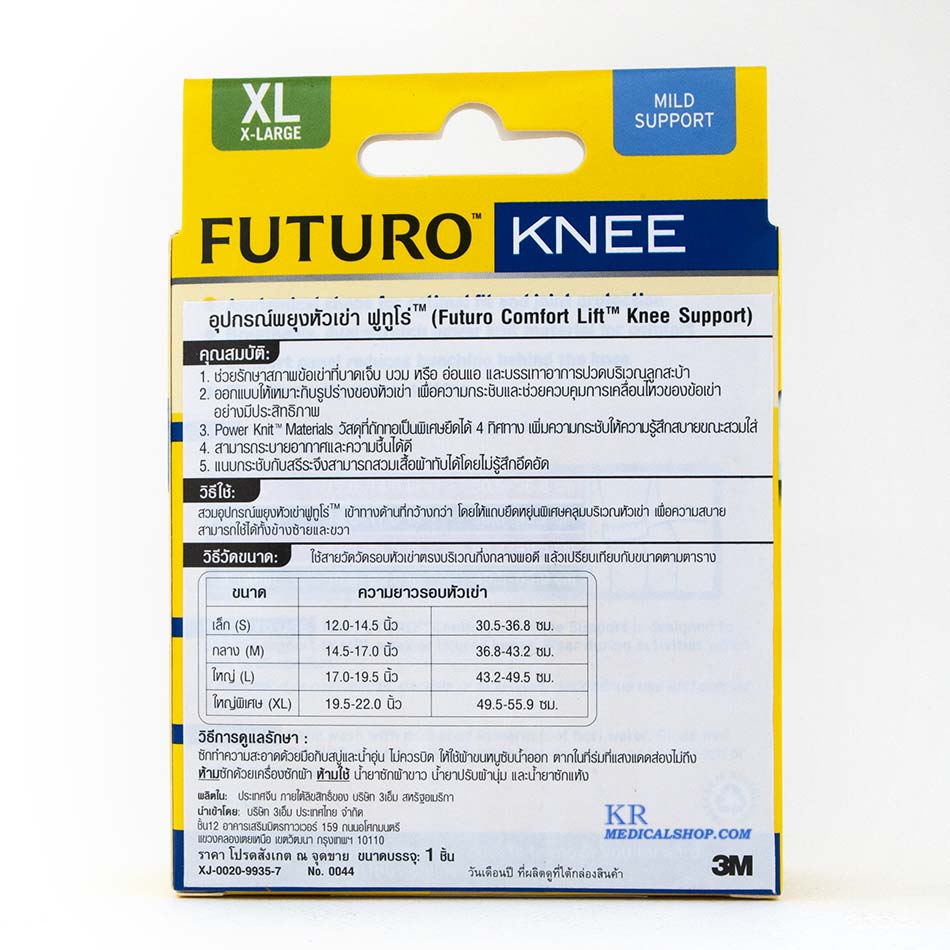 XL
X-LARGE
MILD
SUPPORT
FUTURO™ KNEE
อุปกรณ์พยุงหัวเข่า ฟูทูโร่™ (Futuro Comfort Lift™ Knee Support)
คุณสมบัติ:
1. ช่วยรักษาสภาพข้อเข่าที่บาดเจ็บ บวม หรือ อ่อนแอ และบรรเทาอาการปวดบริเวณลูกสะบ้า
2. ออกแบบให้เหมาะกับรูปร่างของหัวเข่า เพื่อความกระชับและช่วยควบคุมการเคลื่อนไหวของข้อเข่า
อย่างมีประสิทธิภาพ
3. Power Knit™ Materials วัสดุที่ถักทอเป็นพิเศษยืดได้ 4 ทิศทาง เพิ่มความกระชับให้ความรู้สึกสบายขณะสวมใส่
4. สามารถระบายอากาศและความชื้นได้ดี
5. แนบกระชับกับสรีระจึงสามารถสวมเสื้อผ้าทับได้โดยไม่รู้สึกอึดอัด
วิธีใช้:
สวมอุปกรณ์พยุงหัวเข่าฟูทูโร่™ เข้าทางด้านที่กว้างกว่า โดยให้แถบยืดหยุ่นพิเศษคลุมบริเวณหัวเข่า เพื่อความสบาย
สามารถใช้ได้ทั้งข้างซ้ายและขวา
วิธีวัดขนาด: ใช้สายวัดวัดรอบหัวเข่าตรงบริเวณกึ่งกลางพอดี แล้วเปรียบเทียบกับขนาดตามตาราง
ขนาด ความยาวรอบหัวเข่า
เล็ก (S) 12.0-14.5 นิ้ว 30.5-36.8 ซม.
กลาง (M) 14.5-17.0 นิ้ว 36.8-43.2 ซม.
ใหญ่ (L) 17.0-19.5 นิ้ว 43.2-49.5 ซม.
ใหญ่พิเศษ (XL) 19.5-22.0 นิ้ว 49.5-55.9 ซม.
วิธีการดูแลรักษา :
ซักทำความสะอาดด้วยมือกับสบู่และน้ำอุ่น ไม่ควรบิด ให้ใช้ผ้าขนหนูซับน้ำออก ตากในที่ร่มที่แสงแดดส่องไม่ถึง
ห้ามซักด้วยเครื่องซักผ้า ห้ามใช้ น้ำยาซักผ้าขาว น้ำยาปรับผ้านุ่ม และน้ำยาซักแห้ง
ผลิตใน: ประเทศจีน ภายใต้ลิขสิทธิ์ของ บริษัท 3เอ็ม สหรัฐอเมริกา
นำเข้าโดย: บริษัท 3เอ็ม ประเทศไทย จำกัด
ชั้น12 อาคารเสริมมิตรทาวเวอร์ 159 ถนนอโศกมนตรี
แขวงคลองเตยเหนือ เขตวัฒนา กรุงเทพฯ 10110
ราคา โปรดสังเกต ณ จุดขาย ขนาดบรรจุ: 1 ชิ้น
XJ-0020-9935-7 No. 0044
วันเดือนปี ที่ผลิตดูที่ใต้กล่องสินค้า
KR
MEDICALSHOP.COM
3M